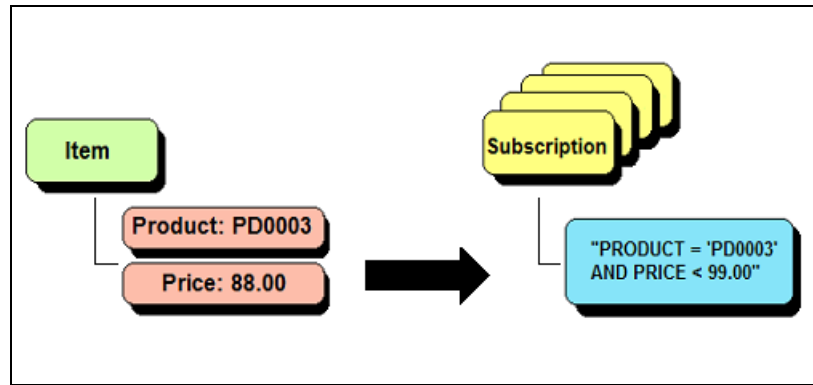 Item
Product: PD0003
Price: 88.00
Subscription
"PRODUCT = 'PD0003'
AND PRICE < 99.00"